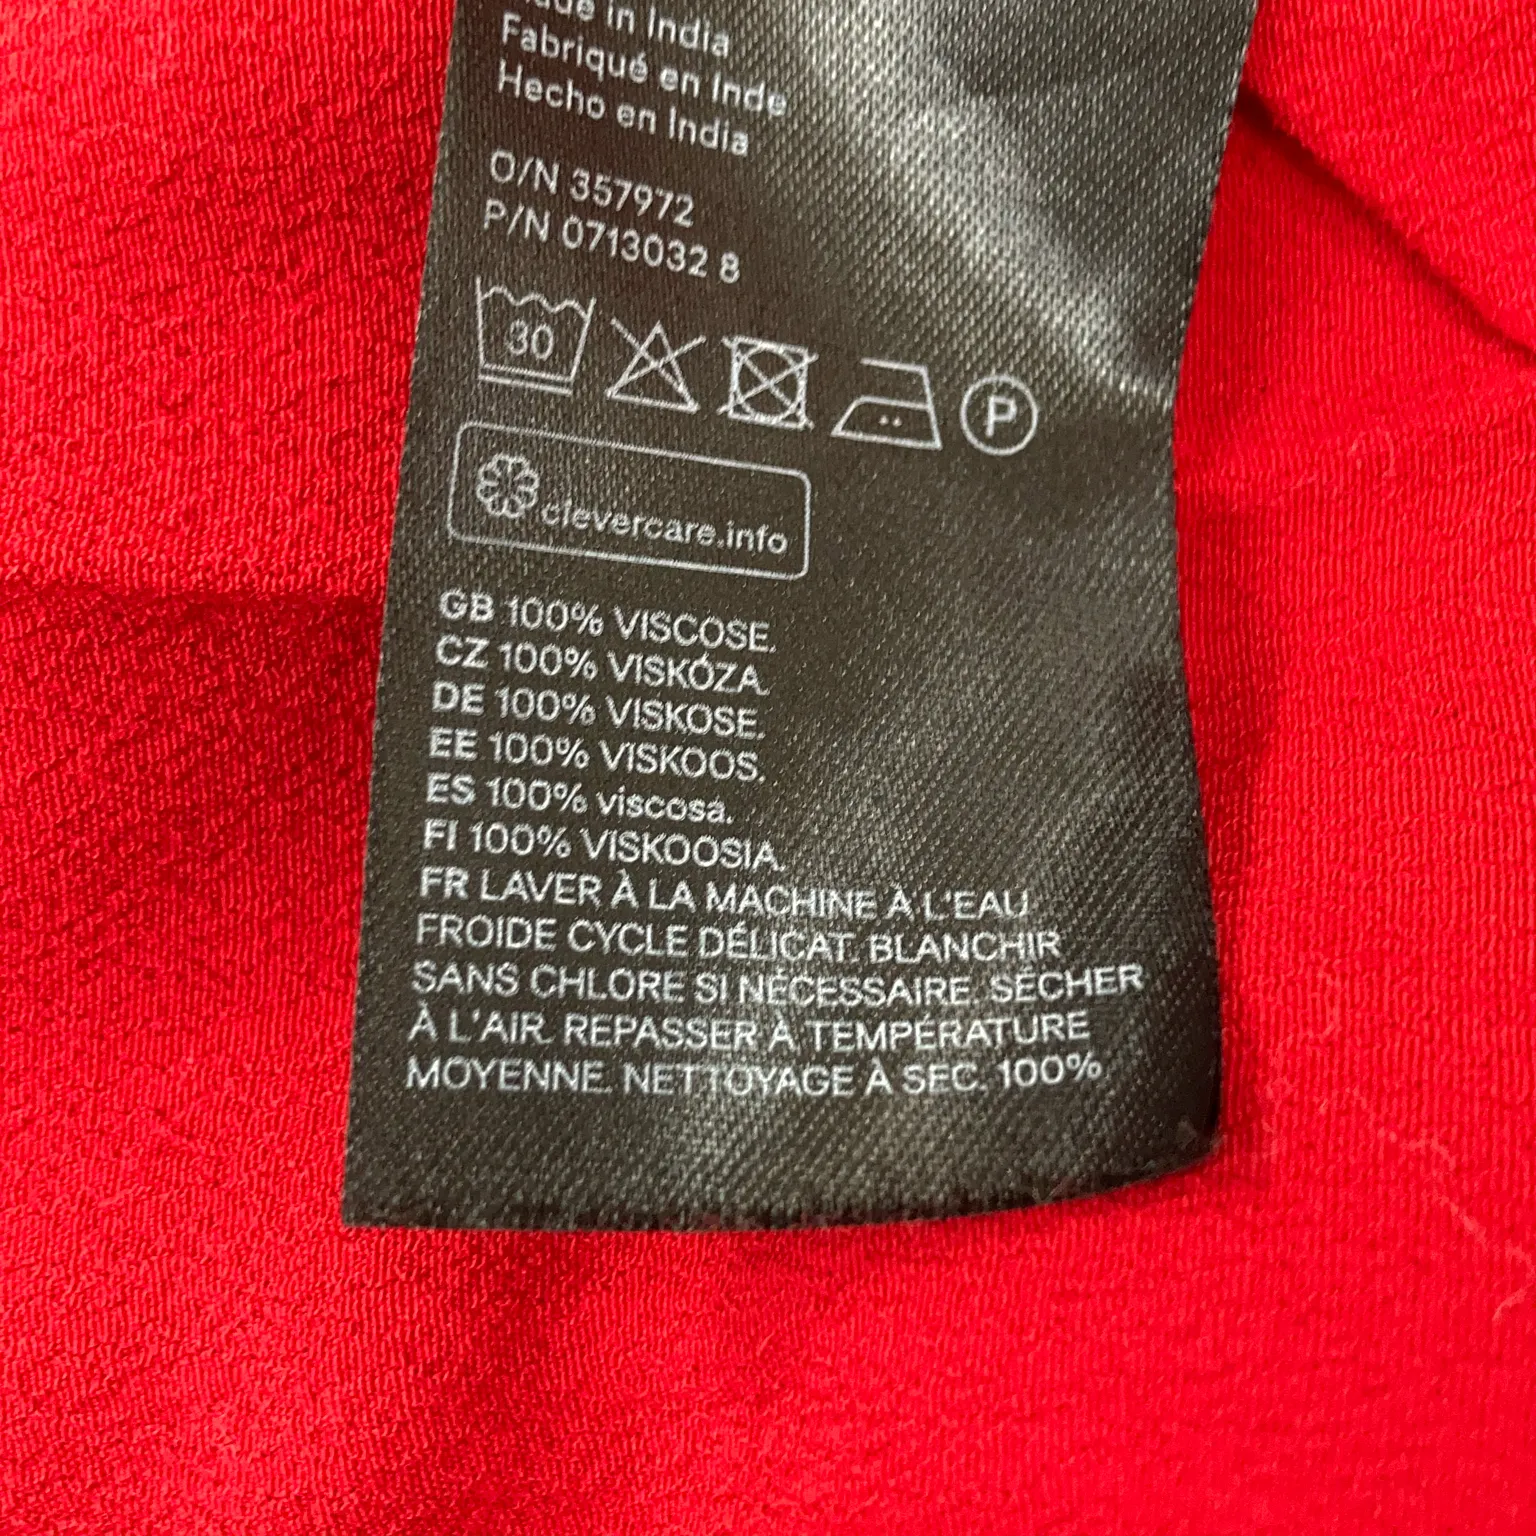 in India
Fabriqué en Inde
Hecho en India
O/N 357972
P/N 0713032 8
30
P
clevercare.info
GB 100% VISCOSE.
CZ 100% VISKÓZA.
DE 100% VISKOSE.
EE 100% VISKOOS.
ES 100% viscosa.
FI 100% VISKOOSIA.
FR LAVER À LA MACHINE À L'EAU
FROIDE CYCLE DÉLICAT. BLANCHIR
SANS CHLORE SI NÉCESSAIRE. SÉCHER
À L'AIR. REPASSER À TEMPÉRATURE
MOYENNE. NETTOYAGE À SEC. 100%